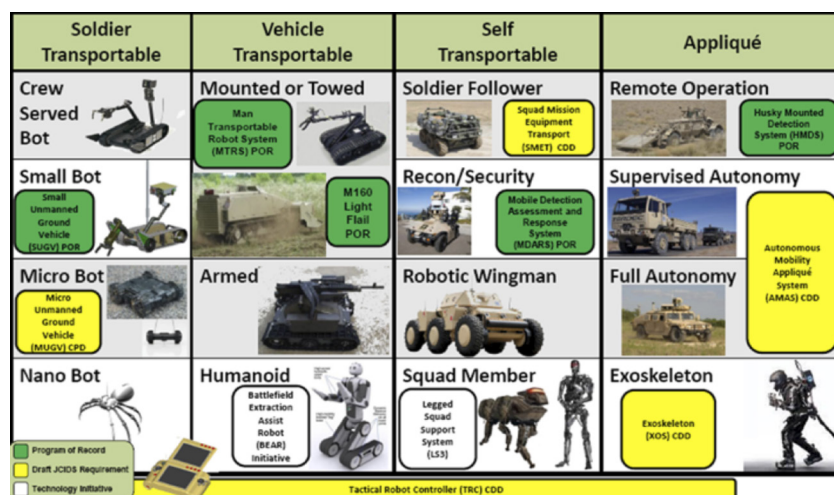 Soldier
Transportable
Vehicle
Transportable
Self
Transportable
Appliqué
Crew
Served
Bot
Mounted or Towed
Man
Transportable
Robot System
(MTRS) POR
Soldier Follower
Squad Mission
Equipment
Transport
(SMET) CDD
Remote Operation
Husky Mounted
Detection
System (HMDS)
POR
Small Bot
Small
Unmanned
Ground
Vehicle
(SUGV) POR
M160
Light
Flail
POR
Recon/Security
Mobile Detection
Assessment and
Response
System
(MDARS) POR
Supervised Autonomy
Autonomous
Mobility
Appliqué
System
(AMAS) CDD
Micro Bot
Micro
Unmanned
Ground
Vehicle
(MUGV) CPD
Armed
Robotic Wingman
Full Autonomy
Nano Bot
Humanoid
Battlefield
Extraction
Assist
Robot
(BEAR)
Initiative
Squad Member
Legged
Squad
Support
System
(LS3)
Exoskeleton
Exoskeleton
(XOS) CDD
Program of Record
Draft JCIDS Requirement
Technology Initiative
Tactical Robot Controller (TRC) CDD